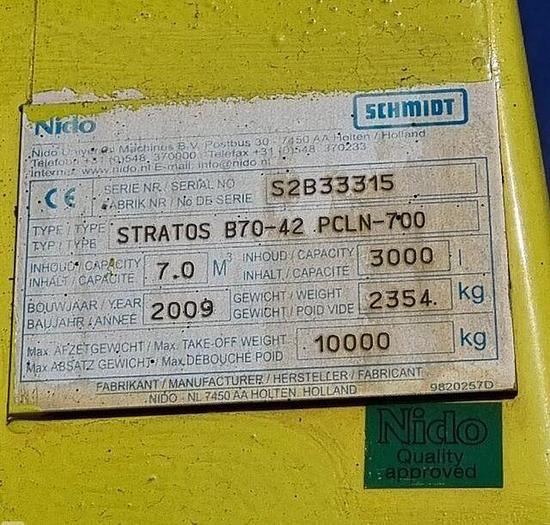 Nido SCHMIDT
Nido Universal Machines B.V. Postbus 30 - 7450 AA Holten / Holland
Telefoon +31 (0)548 370000 Telefax +31 (0)548 370233
Internet www.nido.nl E-mail: info@nido.nl
CE SERIE NR. / SERIAL NO S2B33315
FABRIK NR / No DE SERIE
TYPE / TYPE STRATOS B70-42 PCLN-700
TYP / TYPE
INHOUD / CAPACITY 7.0 M3 INHOUD / CAPACITY 3000 l
INHALT / CAPACITE INHALT / CAPACITE
BOUWJAAR / YEAR 2009 GEWICHT / WEIGHT 2354 kg
BAUJAHR / ANNEE GEWICHT / POID VIDE
Max. AFZETGEWICHT / Max. TAKE-OFF WEIGHT 10000 kg
Max. ABSATZ GEWICHT / Max. DÉBOUCHÉ POID
FABRIKANT / MANUFACTURER / HERSTELLER / FABRICANT
NIDO - NL 7450 AA HOLTEN, HOLLAND 9820257D
Nido
Quality
approved